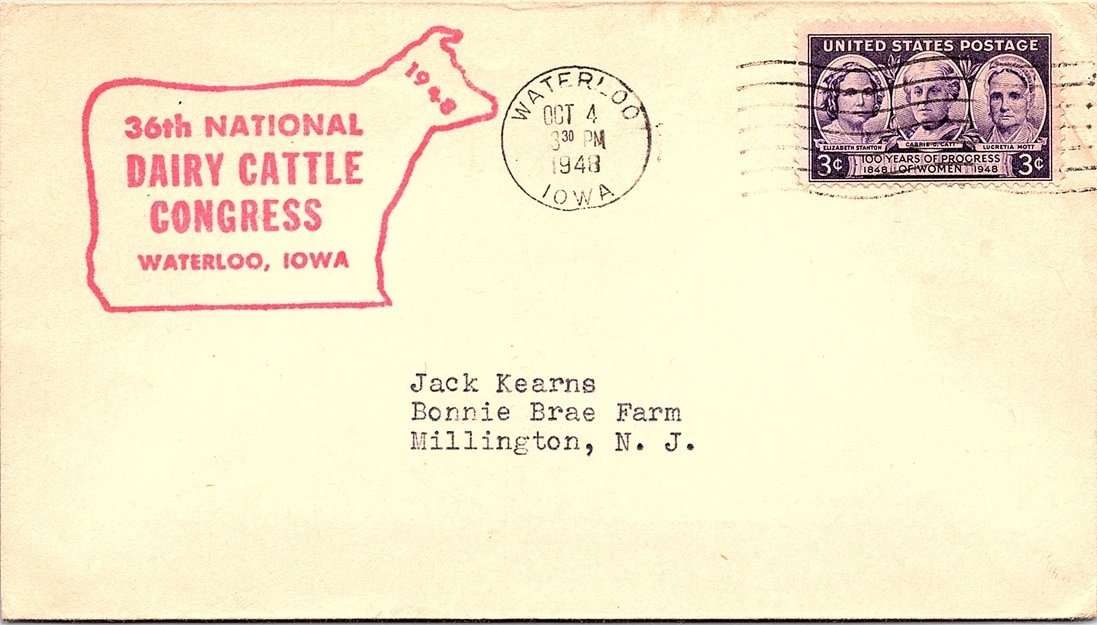 1948
36th NATIONAL
DAIRY CATTLE
CONGRESS
WATERLOO, IOWA
WATERLOO
OCT 4
3 30 PM
1948
IOWA
UNITED STATES POSTAGE
ELIZABETH STANTON CARRIE C. CATT LUCRETIA MOTT
3¢ 100 YEARS OF PROGRESS 3¢
1848 OF WOMEN 1948
Jack Kearns
Bonnie Brae Farm
Millington, N. J.